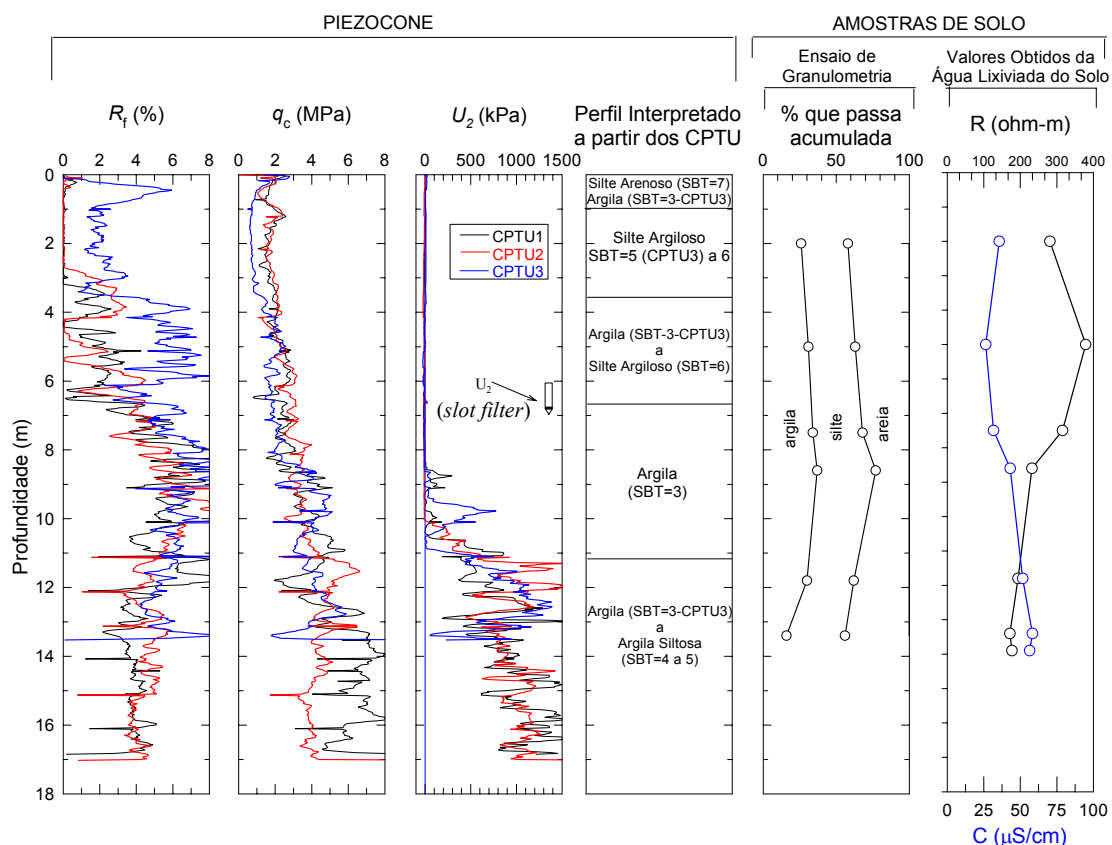 PIEZOCONE
AMOSTRAS DE SOLO
Ensaio de
Granulometria
Valores Obtidos da
Água Lixiviada do Solo
R_f (%)
q_c (MPa)
U_2 (kPa)
Perfil Interpretado
a partir dos CPTU
% que passa
acumulada
R (ohm-m)
0 2 4 6 8
0 2 4 6 8
0 500 1000 1500
0 50 100
100 200 300 400
Profundidade (m)
0
2
4
6
8
10
12
14
16
18
CPTU1
CPTU2
CPTU3
U_2
(slot filter)
Silte Arenoso (SBT=7)
Argila (SBT=3-CPTU3)
Silte Argiloso
SBT=5 (CPTU3) a 6
Argila (SBT-3-CPTU3)
a
Silte Argiloso (SBT=6)
Argila
(SBT=3)
Argila (SBT=3-CPTU3)
a
Argila Siltosa
(SBT=4 a 5)
argila
silte
areia
0 25 50 75 100
C (µS/cm)